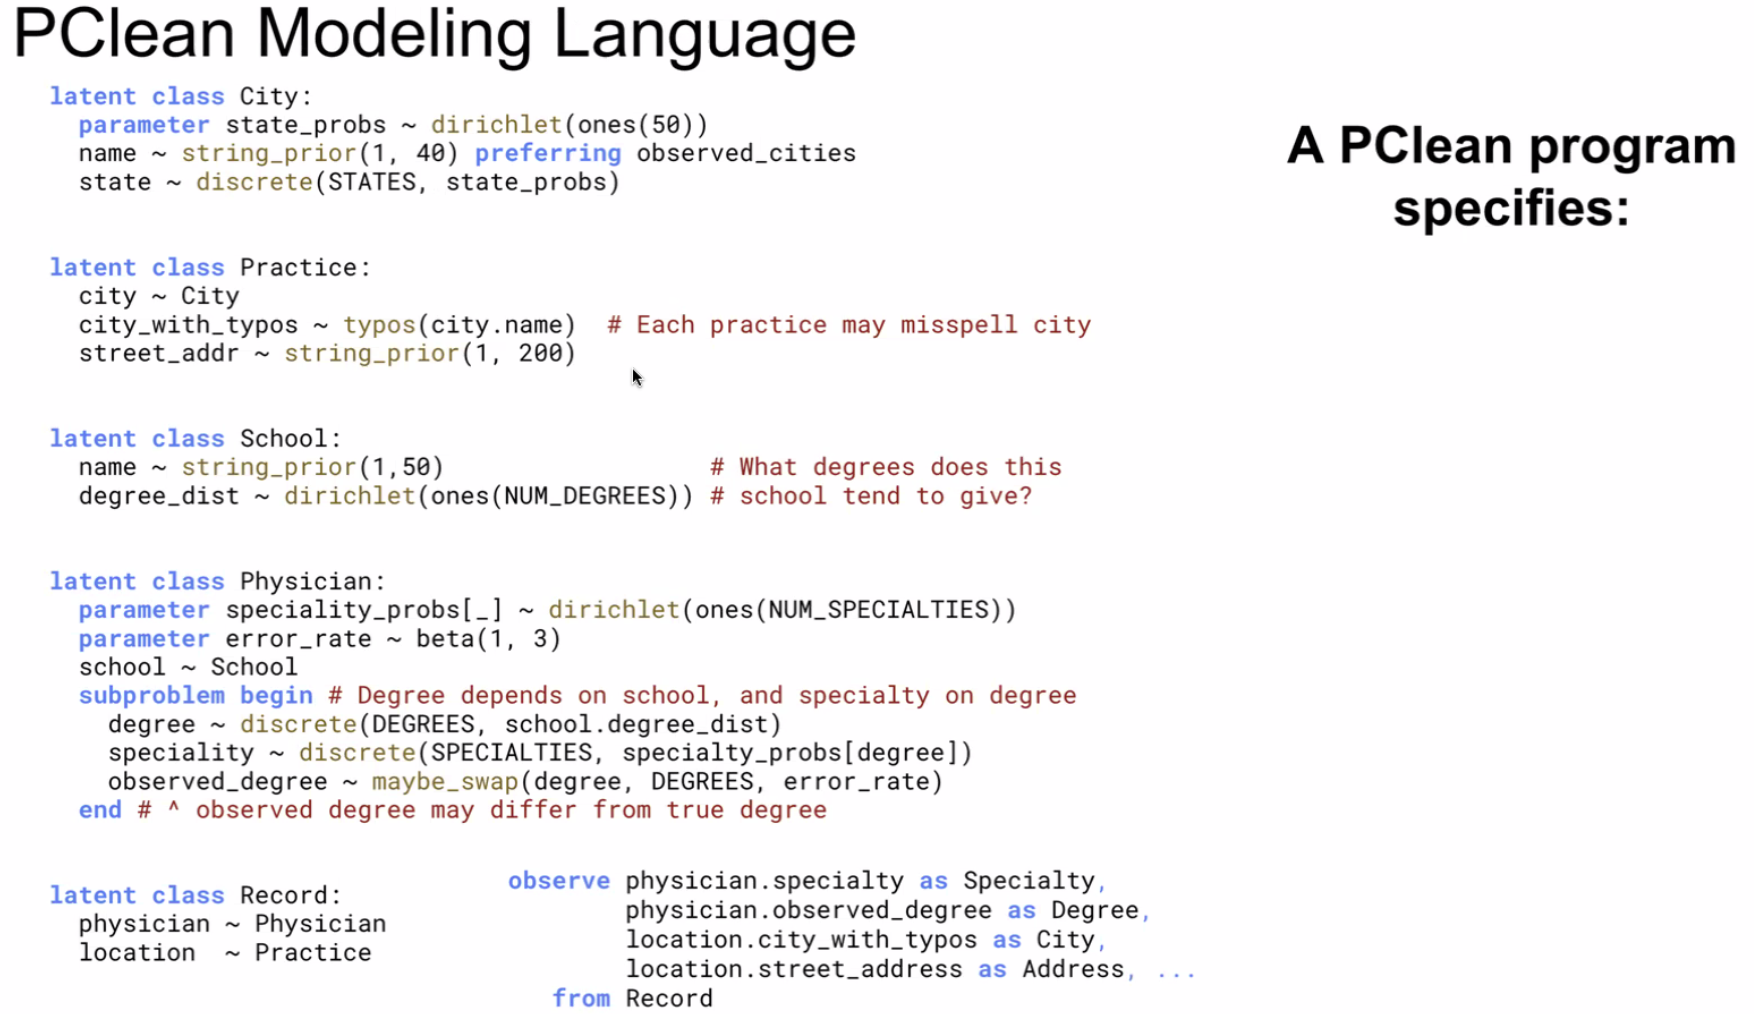 PClean Modeling Language
latent class City:
  parameter state_probs ~ dirichlet(ones(50))
  name ~ string_prior(1, 40) preferring observed_cities
  state ~ discrete(STATES, state_probs)
latent class Practice:
  city ~ City
  city_with_typos ~ typos(city.name)  # Each practice may misspell city
  street_addr ~ string_prior(1, 200)
latent class School:
  name ~ string_prior(1,50)                  # What degrees does this
  degree_dist ~ dirichlet(ones(NUM_DEGREES)) # school tend to give?
latent class Physician:
  parameter speciality_probs[_] ~ dirichlet(ones(NUM_SPECIALTIES))
  parameter error_rate ~ beta(1, 3)
  school ~ School
  subproblem begin # Degree depends on school, and specialty on degree
    degree ~ discrete(DEGREES, school.degree_dist)
    speciality ~ discrete(SPECIALTIES, specialty_probs[degree])
    observed_degree ~ maybe_swap(degree, DEGREES, error_rate)
  end # ^ observed degree may differ from true degree
latent class Record:
  physician ~ Physician
  location  ~ Practice
observe physician.specialty as Specialty,
        physician.observed_degree as Degree,
        location.city_with_typos as City,
        location.street_address as Address, ...
   from Record
A PClean program
specifies: